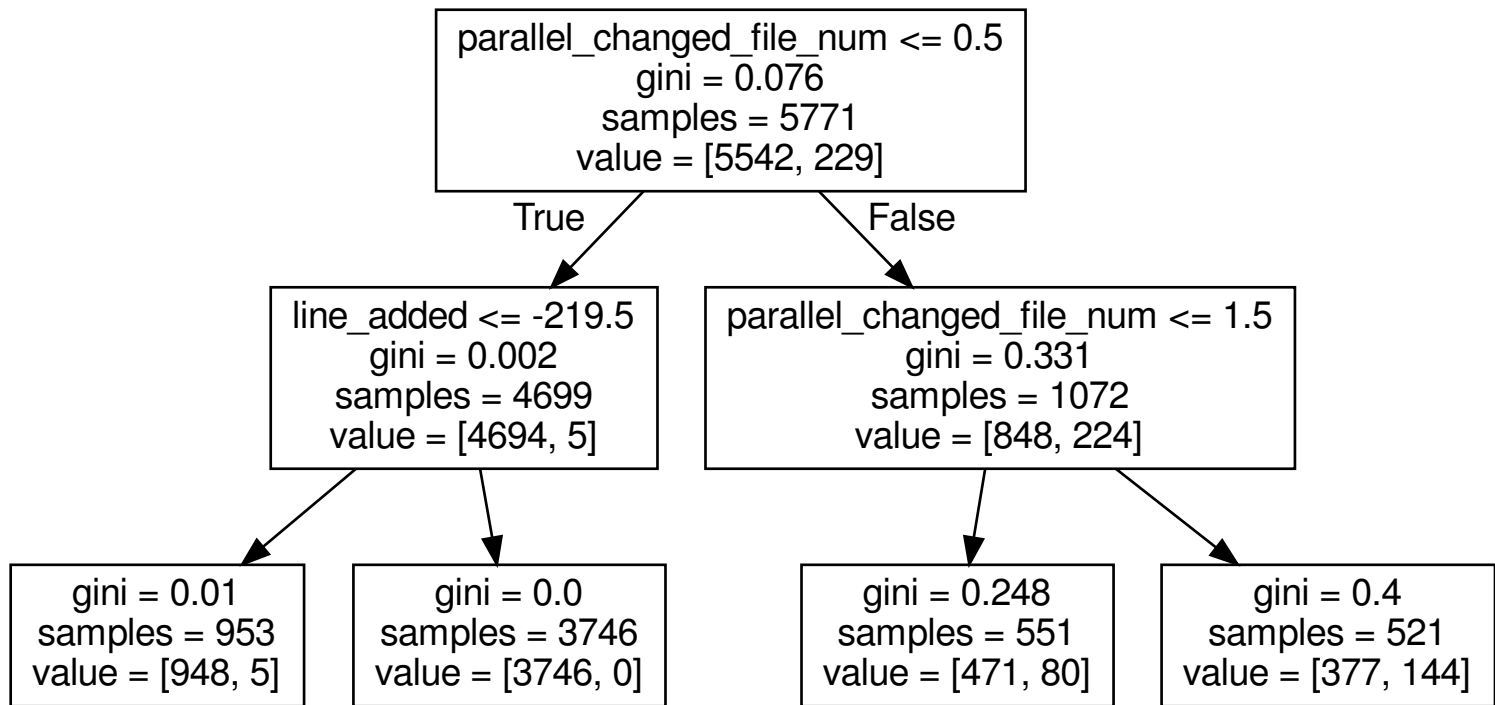 parallel_changed_file_num <= 0.5
gini = 0.076
samples = 5771
value = [5542, 229]
True
False
line_added <= -219.5
gini = 0.002
samples = 4699
value = [4694, 5]
parallel_changed_file_num <= 1.5
gini = 0.331
samples = 1072
value = [848, 224]
gini = 0.01
samples = 953
value = [948, 5]
gini = 0.0
samples = 3746
value = [3746, 0]
gini = 0.248
samples = 551
value = [471, 80]
gini = 0.4
samples = 521
value = [377, 144]